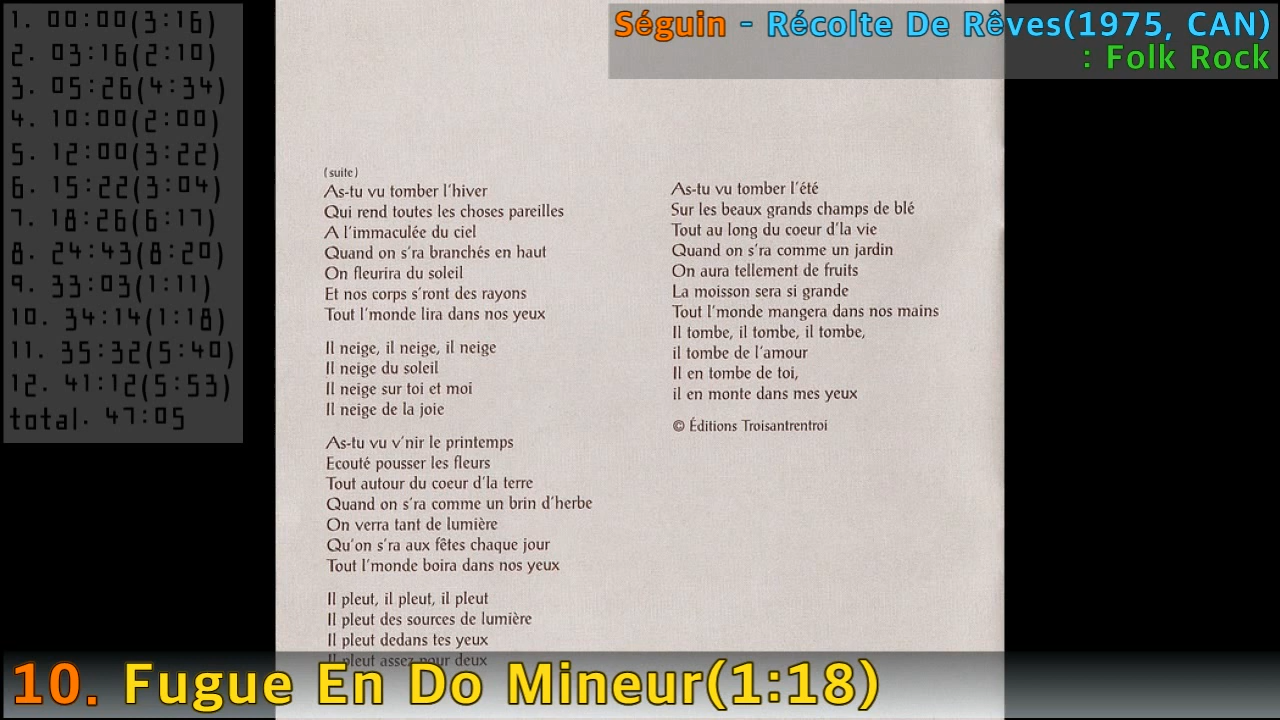 1. 00:00(3:16)
2. 03:16(2:10)
3. 05:26(4:34)
4. 10:00(2:00)
5. 12:00(3:22)
6. 15:22(3:04)
7. 18:26(6:17)
8. 24:43(8:20)
9. 33:03(1:11)
10. 34:14(1:18)
11. 35:32(5:40)
12. 41:12(5:53)
total. 47:05
Séguin - Récolte De Rêves(1975, CAN)
: Folk Rock
(suite)
As-tu vu tomber l'hiver
Qui rend toutes les choses pareilles
A l'immaculée du ciel
Quand on s'ra branchés en haut
On fleurira du soleil
Et nos corps s'ront des rayons
Tout l'monde lira dans nos yeux
Il neige, il neige, il neige
Il neige du soleil
Il neige sur toi et moi
Il neige de la joie
As-tu vu v'nir le printemps
Ecouté pousser les fleurs
Tout autour du coeur d'la terre
Quand on s'ra comme un brin d'herbe
On verra tant de lumière
Qu'on s'ra aux fêtes chaque jour
Tout l'monde boira dans nos yeux
Il pleut, il pleut, il pleut
Il pleut des sources de lumière
Il pleut dedans tes yeux
Il pleut assez pour deux
As-tu vu tomber l'été
Sur les beaux grands champs de blé
Tout au long du coeur d'la vie
Quand on s'ra comme un jardin
On aura tellement de fruits
La moisson sera si grande
Tout l'monde mangera dans nos mains
Il tombe, il tombe, il tombe,
il tombe de l'amour
Il en tombe de toi,
il en monte dans mes yeux
© Éditions Troisantrentroi
10. Fugue En Do Mineur(1:18)